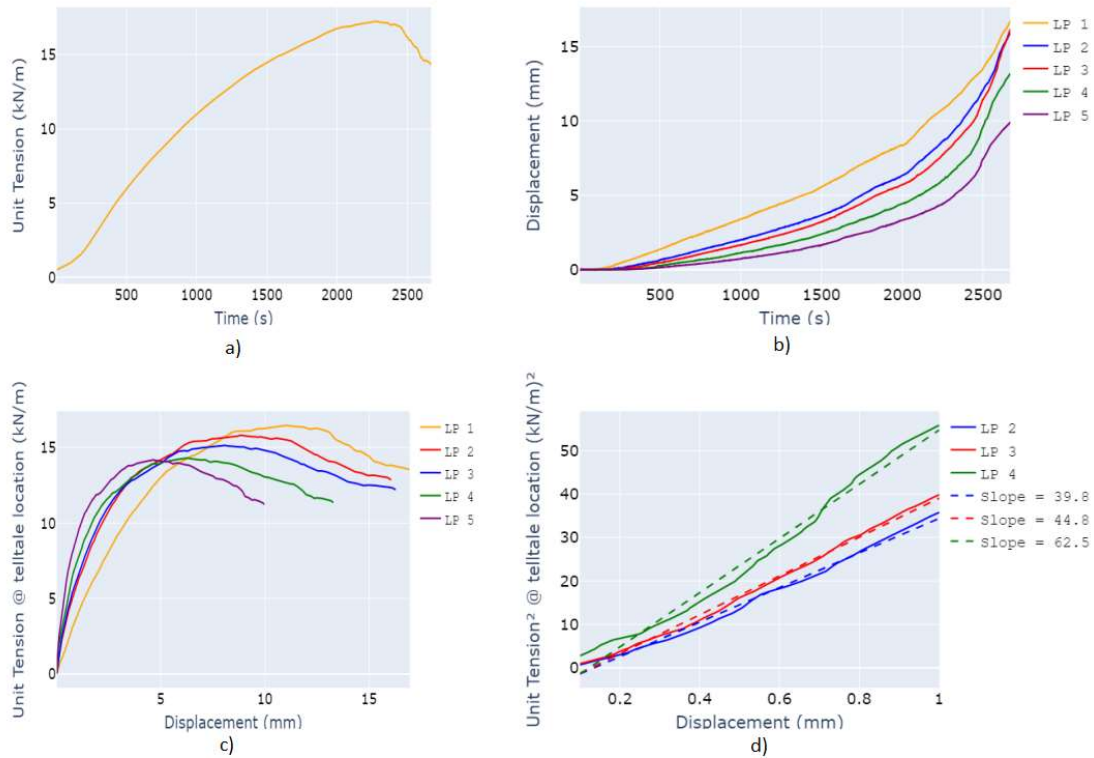 Unit Tension (kN/m)
15
10
5
0
500
1000
1500
2000
2500
Time (s)
a)
Displacement (mm)
15
10
5
0
500
1000
1500
2000
2500
Time (s)
b)
LP 1
LP 2
LP 3
LP 4
LP 5
Unit Tension @ telltale location (kN/m)
15
10
5
0
5
10
15
Displacement (mm)
c)
LP 1
LP 2
LP 3
LP 4
LP 5
Unit Tension² @ telltale location (kN/m)²
50
40
30
20
10
0
0.2
0.4
0.6
0.8
1
Displacement (mm)
d)
LP 2
LP 3
LP 4
Slope = 39.8
Slope = 44.8
Slope = 62.5